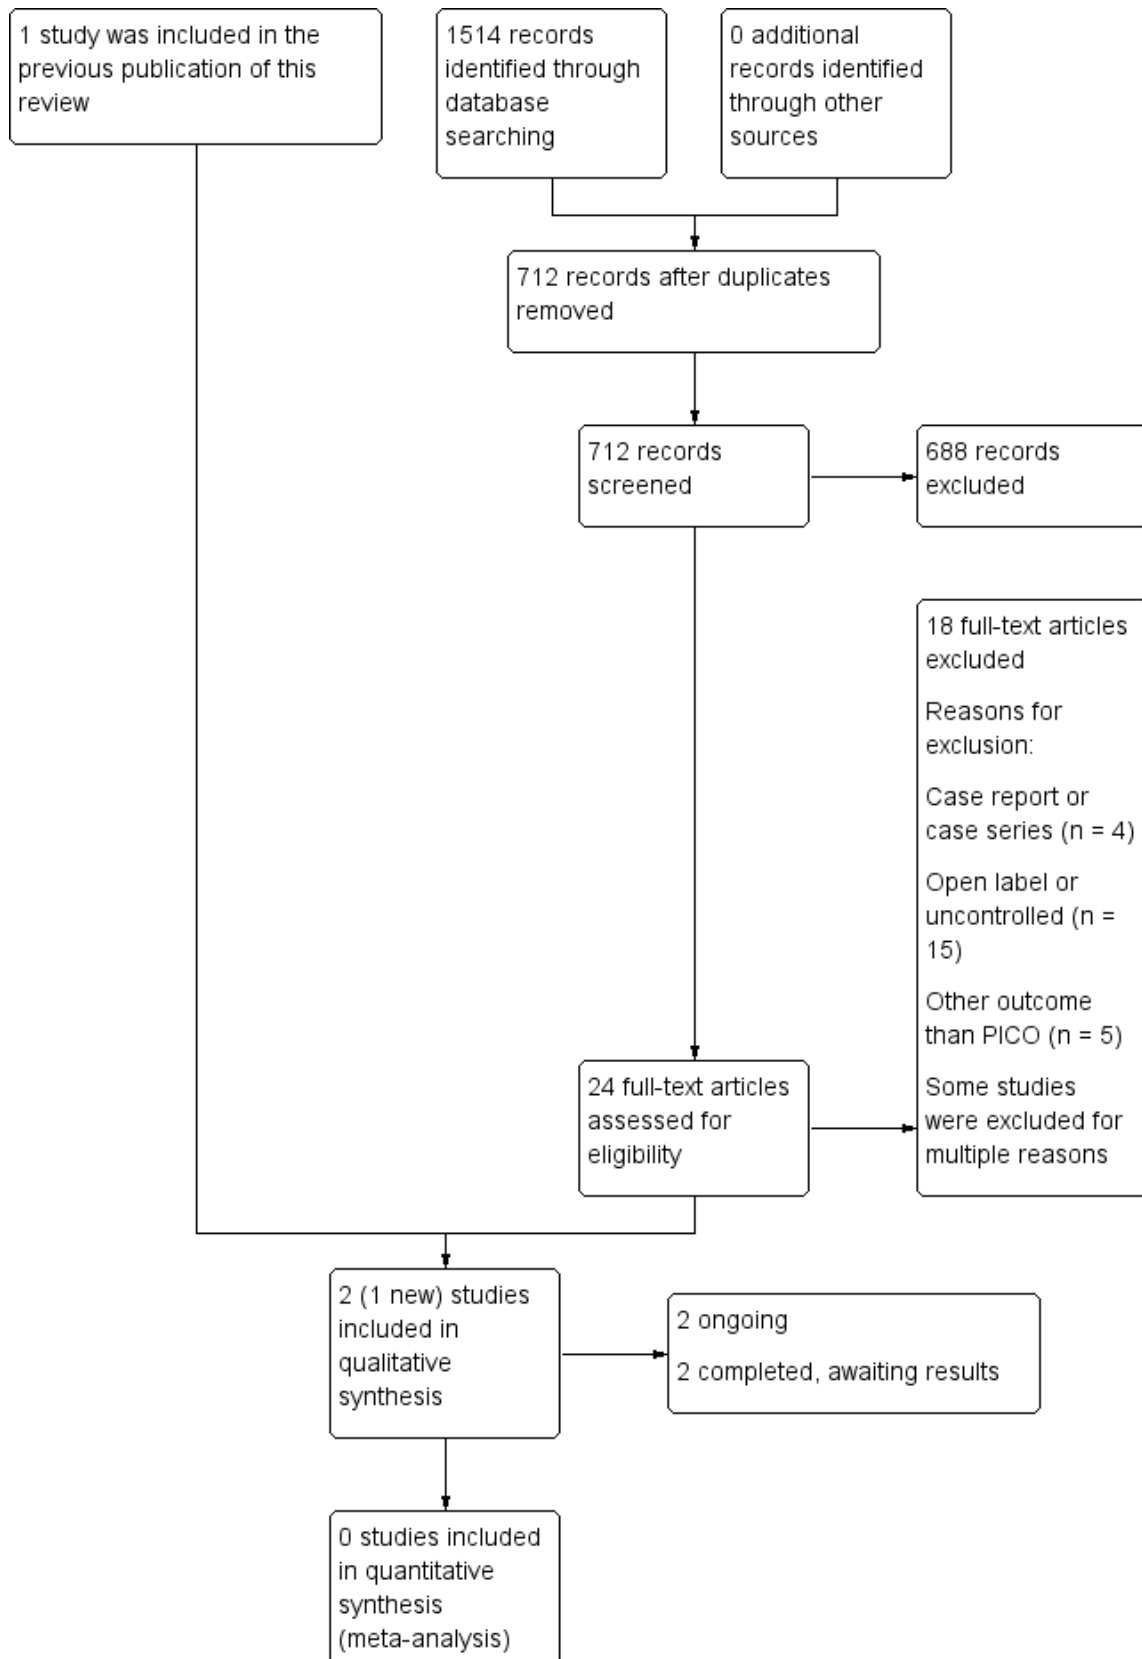 1 study was included in the
previous publication of this
review
1514 records
identified through
database
searching
0 additional
records identified
through other
sources
712 records after duplicates
removed
712 records
screened
688 records
excluded
18 full-text articles
excluded
Reasons for
exclusion:
Case report or
case series (n = 4)
Open label or
uncontrolled (n =
15)
Other outcome
than PICO (n = 5)
Some studies
were excluded for
multiple reasons
24 full-text articles
assessed for
eligibility
2 (1 new) studies
included in
qualitative
synthesis
2 ongoing
2 completed, awaiting results
0 studies included
in quantitative
synthesis
(meta-analysis)